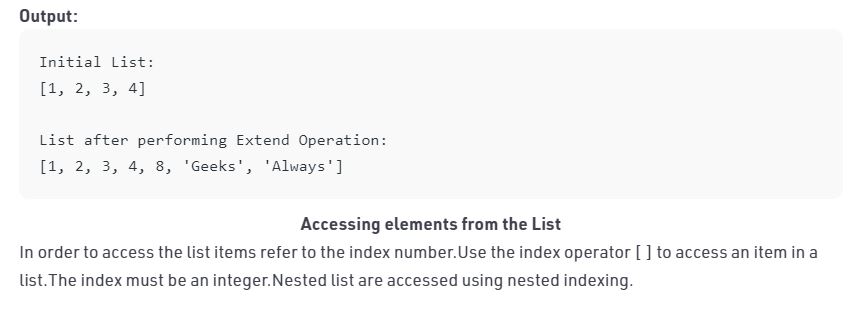 Output:
Initial List:
[1, 2, 3, 4]
List after performing Extend Operation:
[1, 2, 3, 4, 8, 'Geeks', 'Always']
Accessing elements from the List
In order to access the list items refer to the index number.Use the index operator [ ] to access an item in a
list.The index must be an integer.Nested list are accessed using nested indexing.